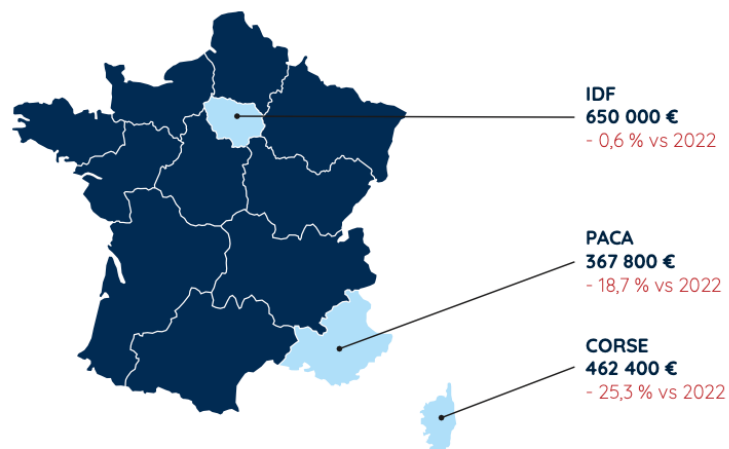 IDF
650 000 €
- 0,6 % vs 2022
PACA
367 800 €
- 18,7 % vs 2022
CORSE
462 400 €
- 25,3 % vs 2022